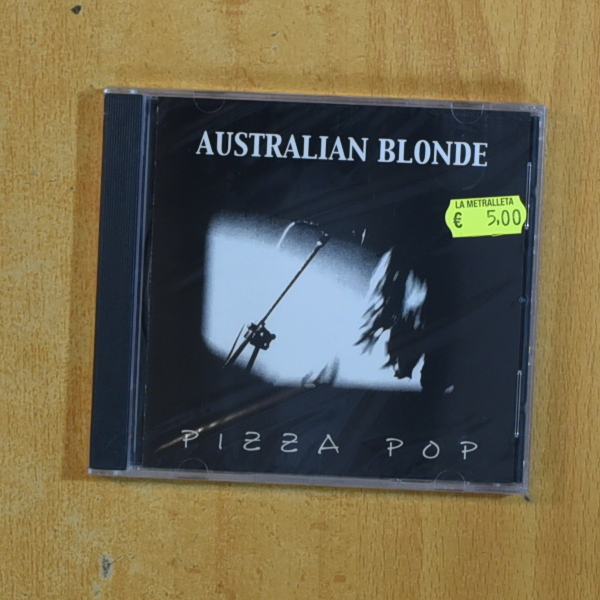 AUSTRALIAN BLONDE
LA METRALLETA
€ 5,00
PIZZA POP